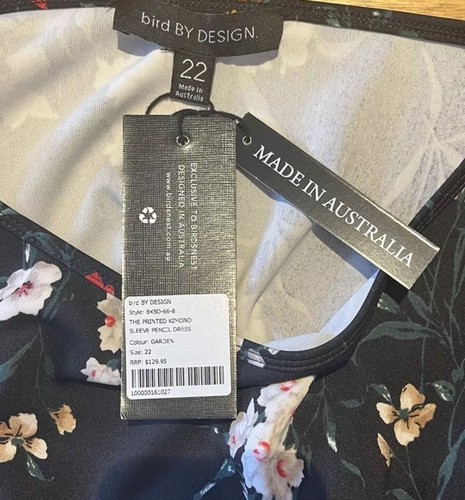 bird BY DESIGN.
22
Made in
Australia
EXCLUSIVE TO BIRDSNEST
DESIGNED IN AUSTRALIA
www.birdsnest.com.au
MADE IN AUSTRALIA
bird BY DESIGN
Style: BKBD-66-8
THE PRINTED KIMONO
SLEEVE PENCIL DRESS
Colour: GARDEN
Size: 22
RRP: $129.95
100000161027